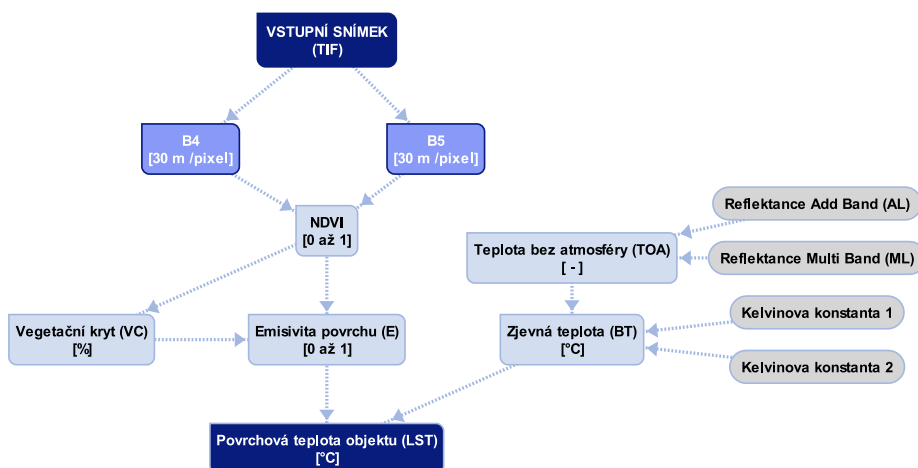 VSTUPNÍ SNÍMEK
(TIF)
B4
[30 m /pixel]
B5
[30 m /pixel]
NDVI
[0 až 1]
Reflektance Add Band (AL)
Teplota bez atmosféry (TOA)
[ - ]
Reflektance Multi Band (ML)
Vegetační kryt (VC)
[%]
Emisivita povrchu (E)
[0 až 1]
Zjevná teplota (BT)
[°C]
Kelvinova konstanta 1
Kelvinova konstanta 2
Povrchová teplota objektu (LST)
[°C]